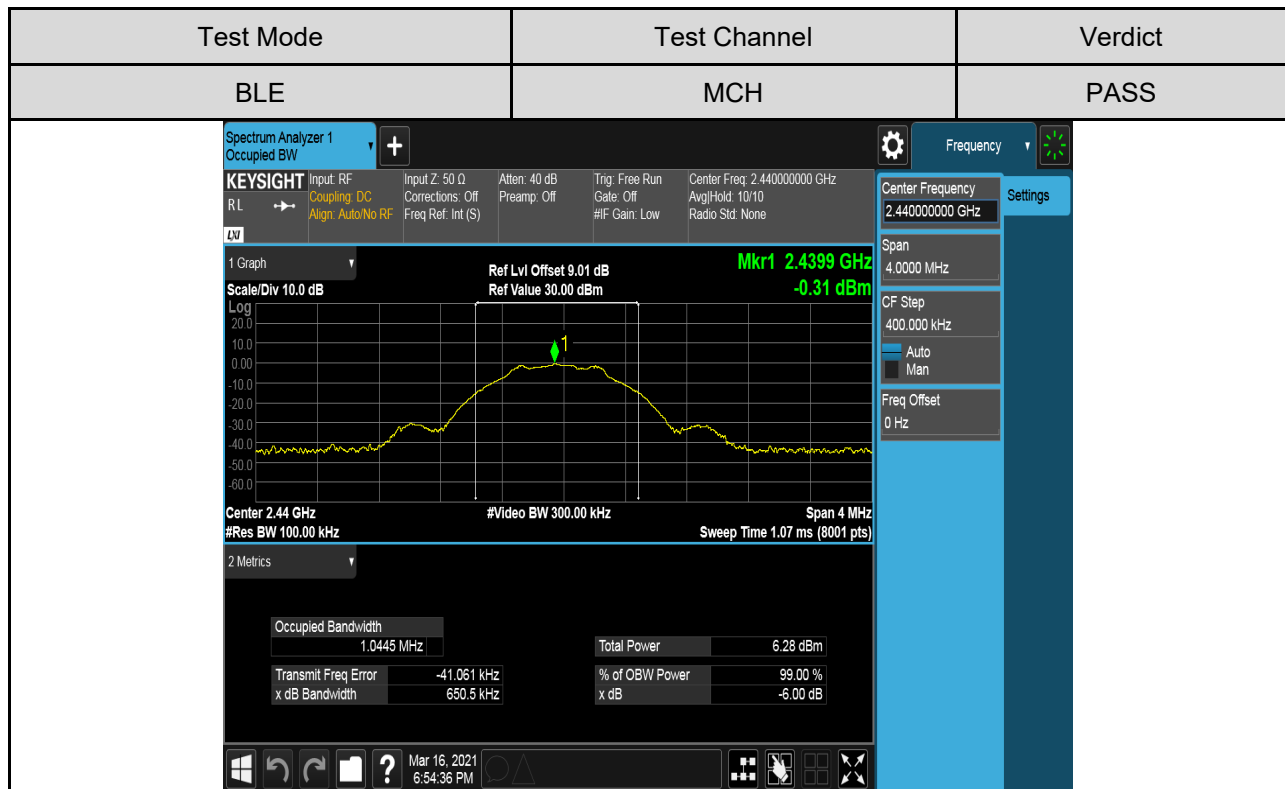 Test Mode Test Channel Verdict
BLE MCH PASS
Spectrum Analyzer 1
Occupied BW
+
Frequency
KEYSIGHT
RL
LXI
Input: RF
Coupling: DC
Align: Auto/No RF
Input Z: 50 Ω
Corrections: Off
Freq Ref: Int (S)
Atten: 40 dB
Preamp: Off
Trig: Free Run
Gate: Off
#IF Gain: Low
Center Freq: 2.440000000 GHz
Avg|Hold: 10/10
Radio Std: None
Center Frequency
2.440000000 GHz
Settings
Span
4.0000 MHz
CF Step
400.000 kHz
Auto
Man
Freq Offset
0 Hz
1 Graph
Scale/Div 10.0 dB
Ref Lvl Offset 9.01 dB
Ref Value 30.00 dBm
Mkr1 2.4399 GHz
-0.31 dBm
Log
20.0
10.0
0.00
-10.0
-20.0
-30.0
-40.0
-50.0
-60.0
1
Center 2.44 GHz #Video BW 300.00 kHz Span 4 MHz
#Res BW 100.00 kHz Sweep Time 1.07 ms (8001 pts)
2 Metrics
Occupied Bandwidth
1.0445 MHz
Total Power 6.28 dBm
Transmit Freq Error -41.061 kHz
% of OBW Power 99.00 %
x dB Bandwidth 650.5 kHz
x dB -6.00 dB
?
Mar 16, 2021
6:54:36 PM